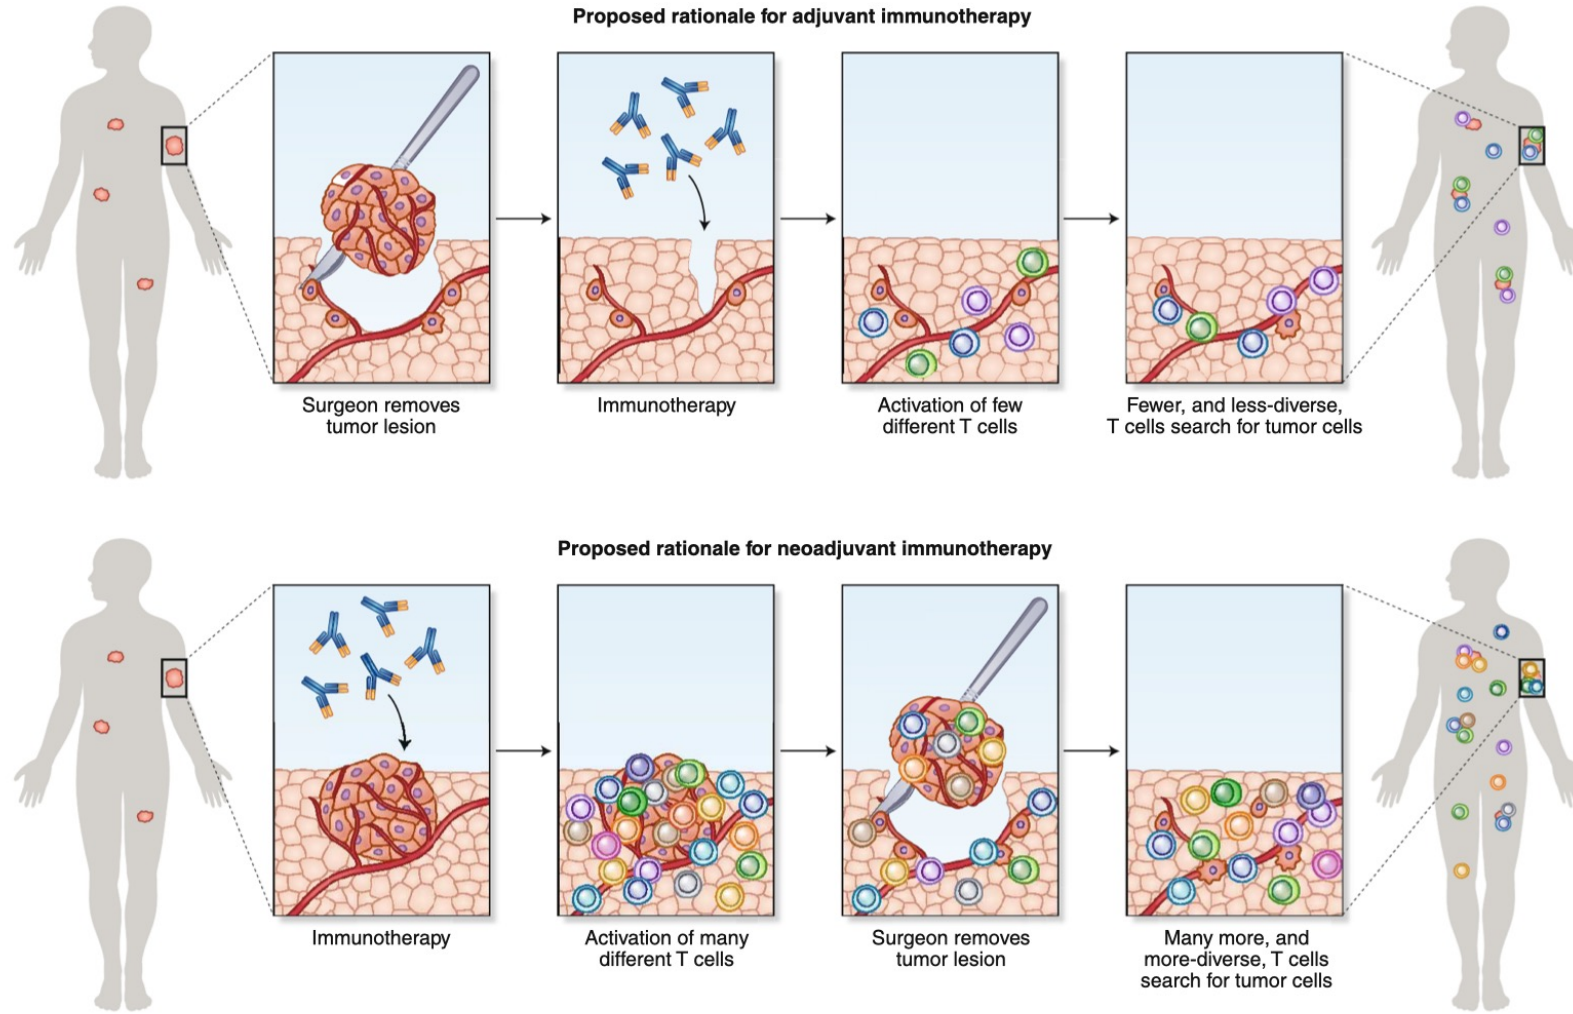 Proposed rationale for adjuvant immunotherapy
Surgeon removes
tumor lesion
Immunotherapy
Activation of few
different T cells
Fewer, and less-diverse,
T cells search for tumor cells
Proposed rationale for neoadjuvant immunotherapy
Immunotherapy
Activation of many
different T cells
Surgeon removes
tumor lesion
Many more, and
more-diverse, T cells
search for tumor cells